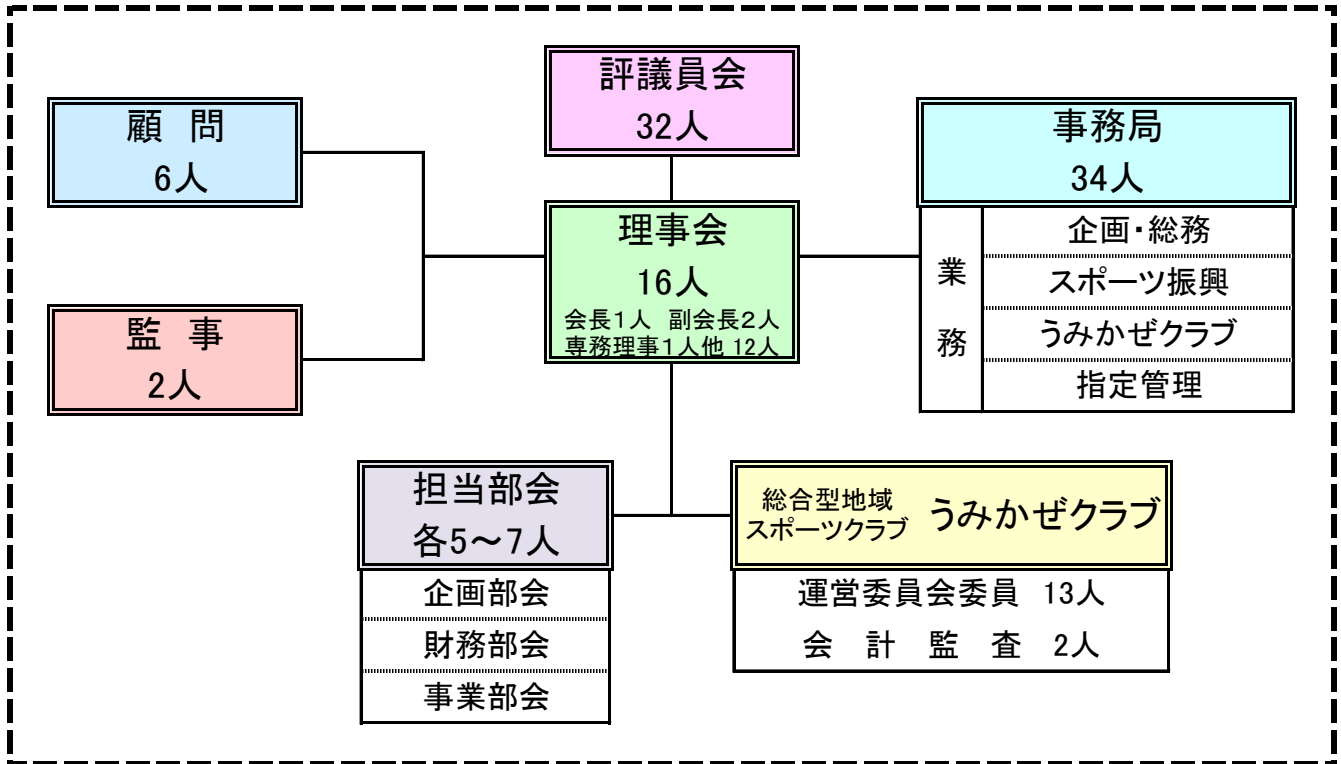 評議員会
32人
顧　問
6人
監　事
2人
理事会
16人
会長１人　副会長２人
専務理事１人他 12人
事務局
34人
業務
企画・総務
スポーツ振興
うみかぜクラブ
指定管理
担当部会
各5～7人
企画部会
財務部会
事業部会
総合型地域
スポーツクラブ
うみかぜクラブ
運営委員会委員　13人
会　計　監　査　2人